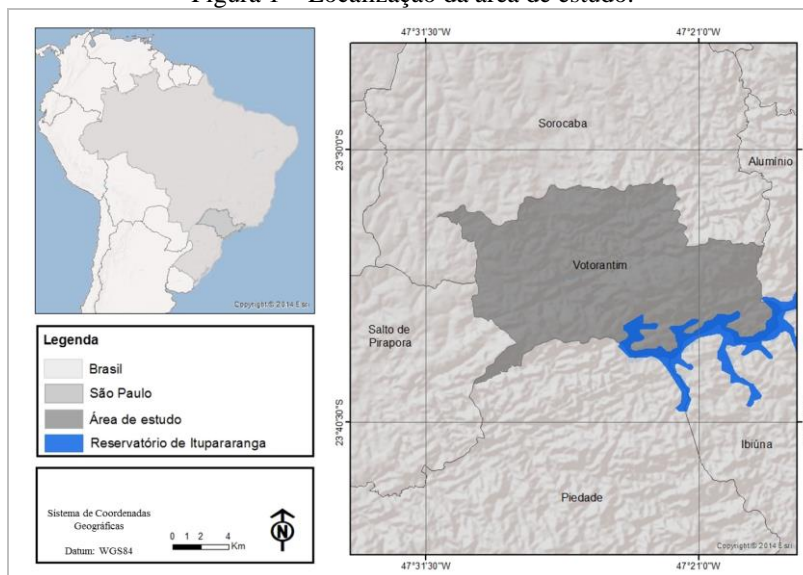 Figura 1 – Localização da área de estudo.
47°31'30"W
47°21'0"W
Sorocaba
23°30'0"S
Alumínio
Votorantim
Copyright:© 2014 Esri
Legenda
Brasil
São Paulo
Área de estudo
Reservatório de Itupararanga
Salto de
Pirapora
23°40'30"S
Ibiúna
Piedade
Sistema de Coordenadas
Geográficas
Datum: WGS84
0 1 2 4
Km
N
Copyright:© 2014 Esri
47°31'30"W
47°21'0"W